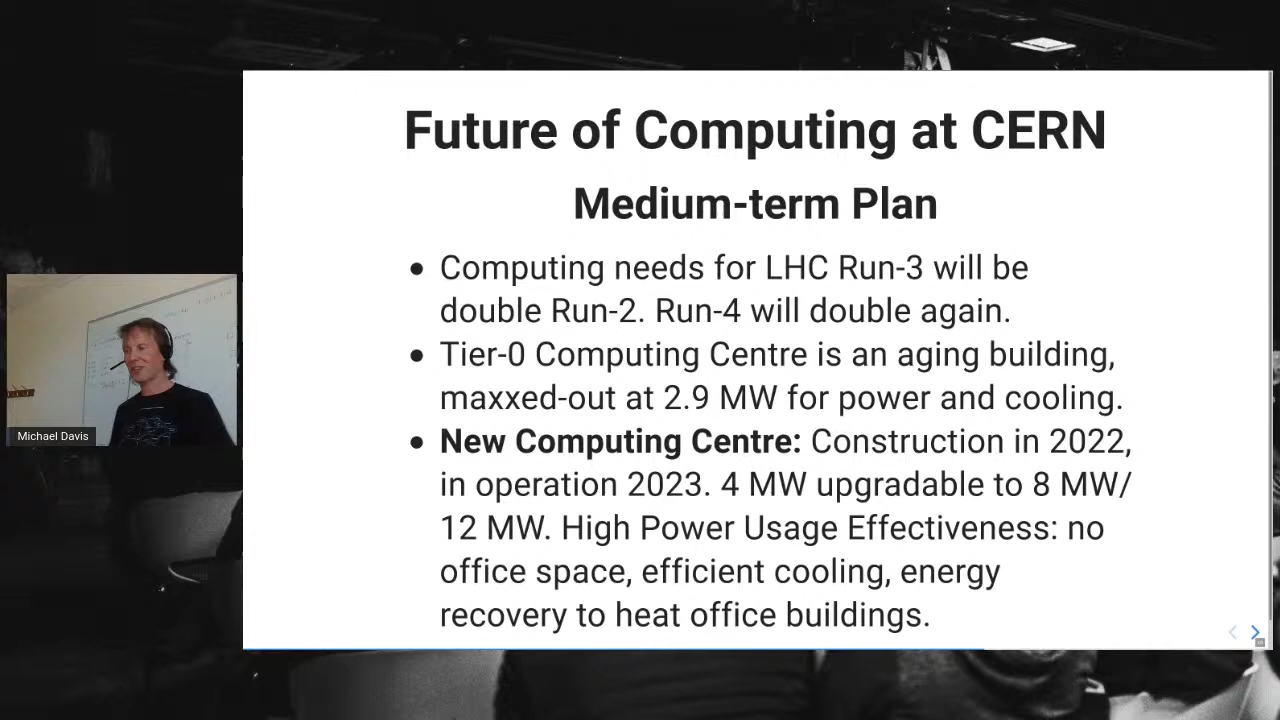 Future of Computing at CERN
Medium-term Plan
• Computing needs for LHC Run-3 will be
double Run-2. Run-4 will double again.
• Tier-0 Computing Centre is an aging building,
maxxed-out at 2.9 MW for power and cooling.
• New Computing Centre: Construction in 2022,
in operation 2023. 4 MW upgradable to 8 MW/
12 MW. High Power Usage Effectiveness: no
office space, efficient cooling, energy
recovery to heat office buildings.
Michael Davis